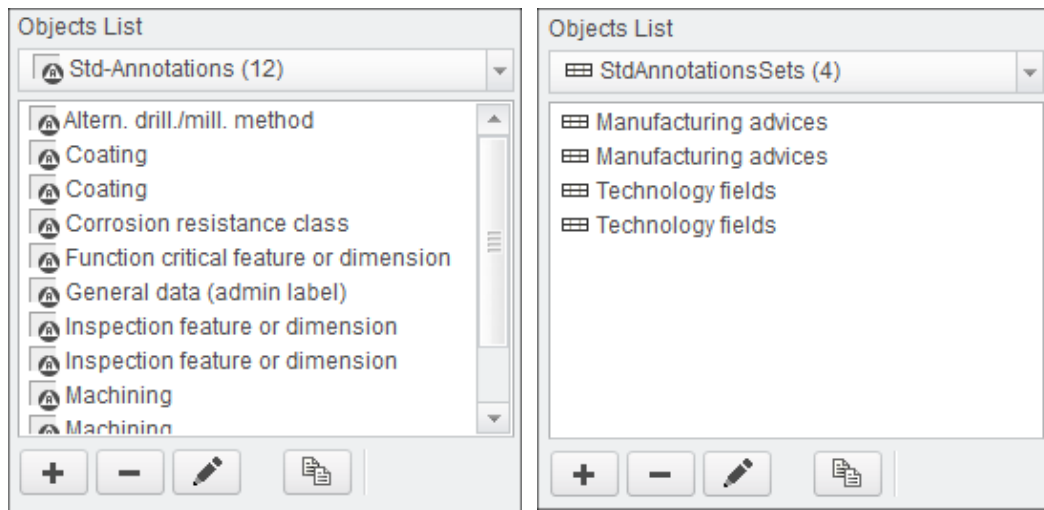 Objects List
Std-Annotations (12)
Altern. drill./mill. method
Coating
Coating
Corrosion resistance class
Function critical feature or dimension
General data (admin label)
Inspection feature or dimension
Inspection feature or dimension
Machining
Machining
Objects List
StdAnnotationsSets (4)
Manufacturing advices
Manufacturing advices
Technology fields
Technology fields